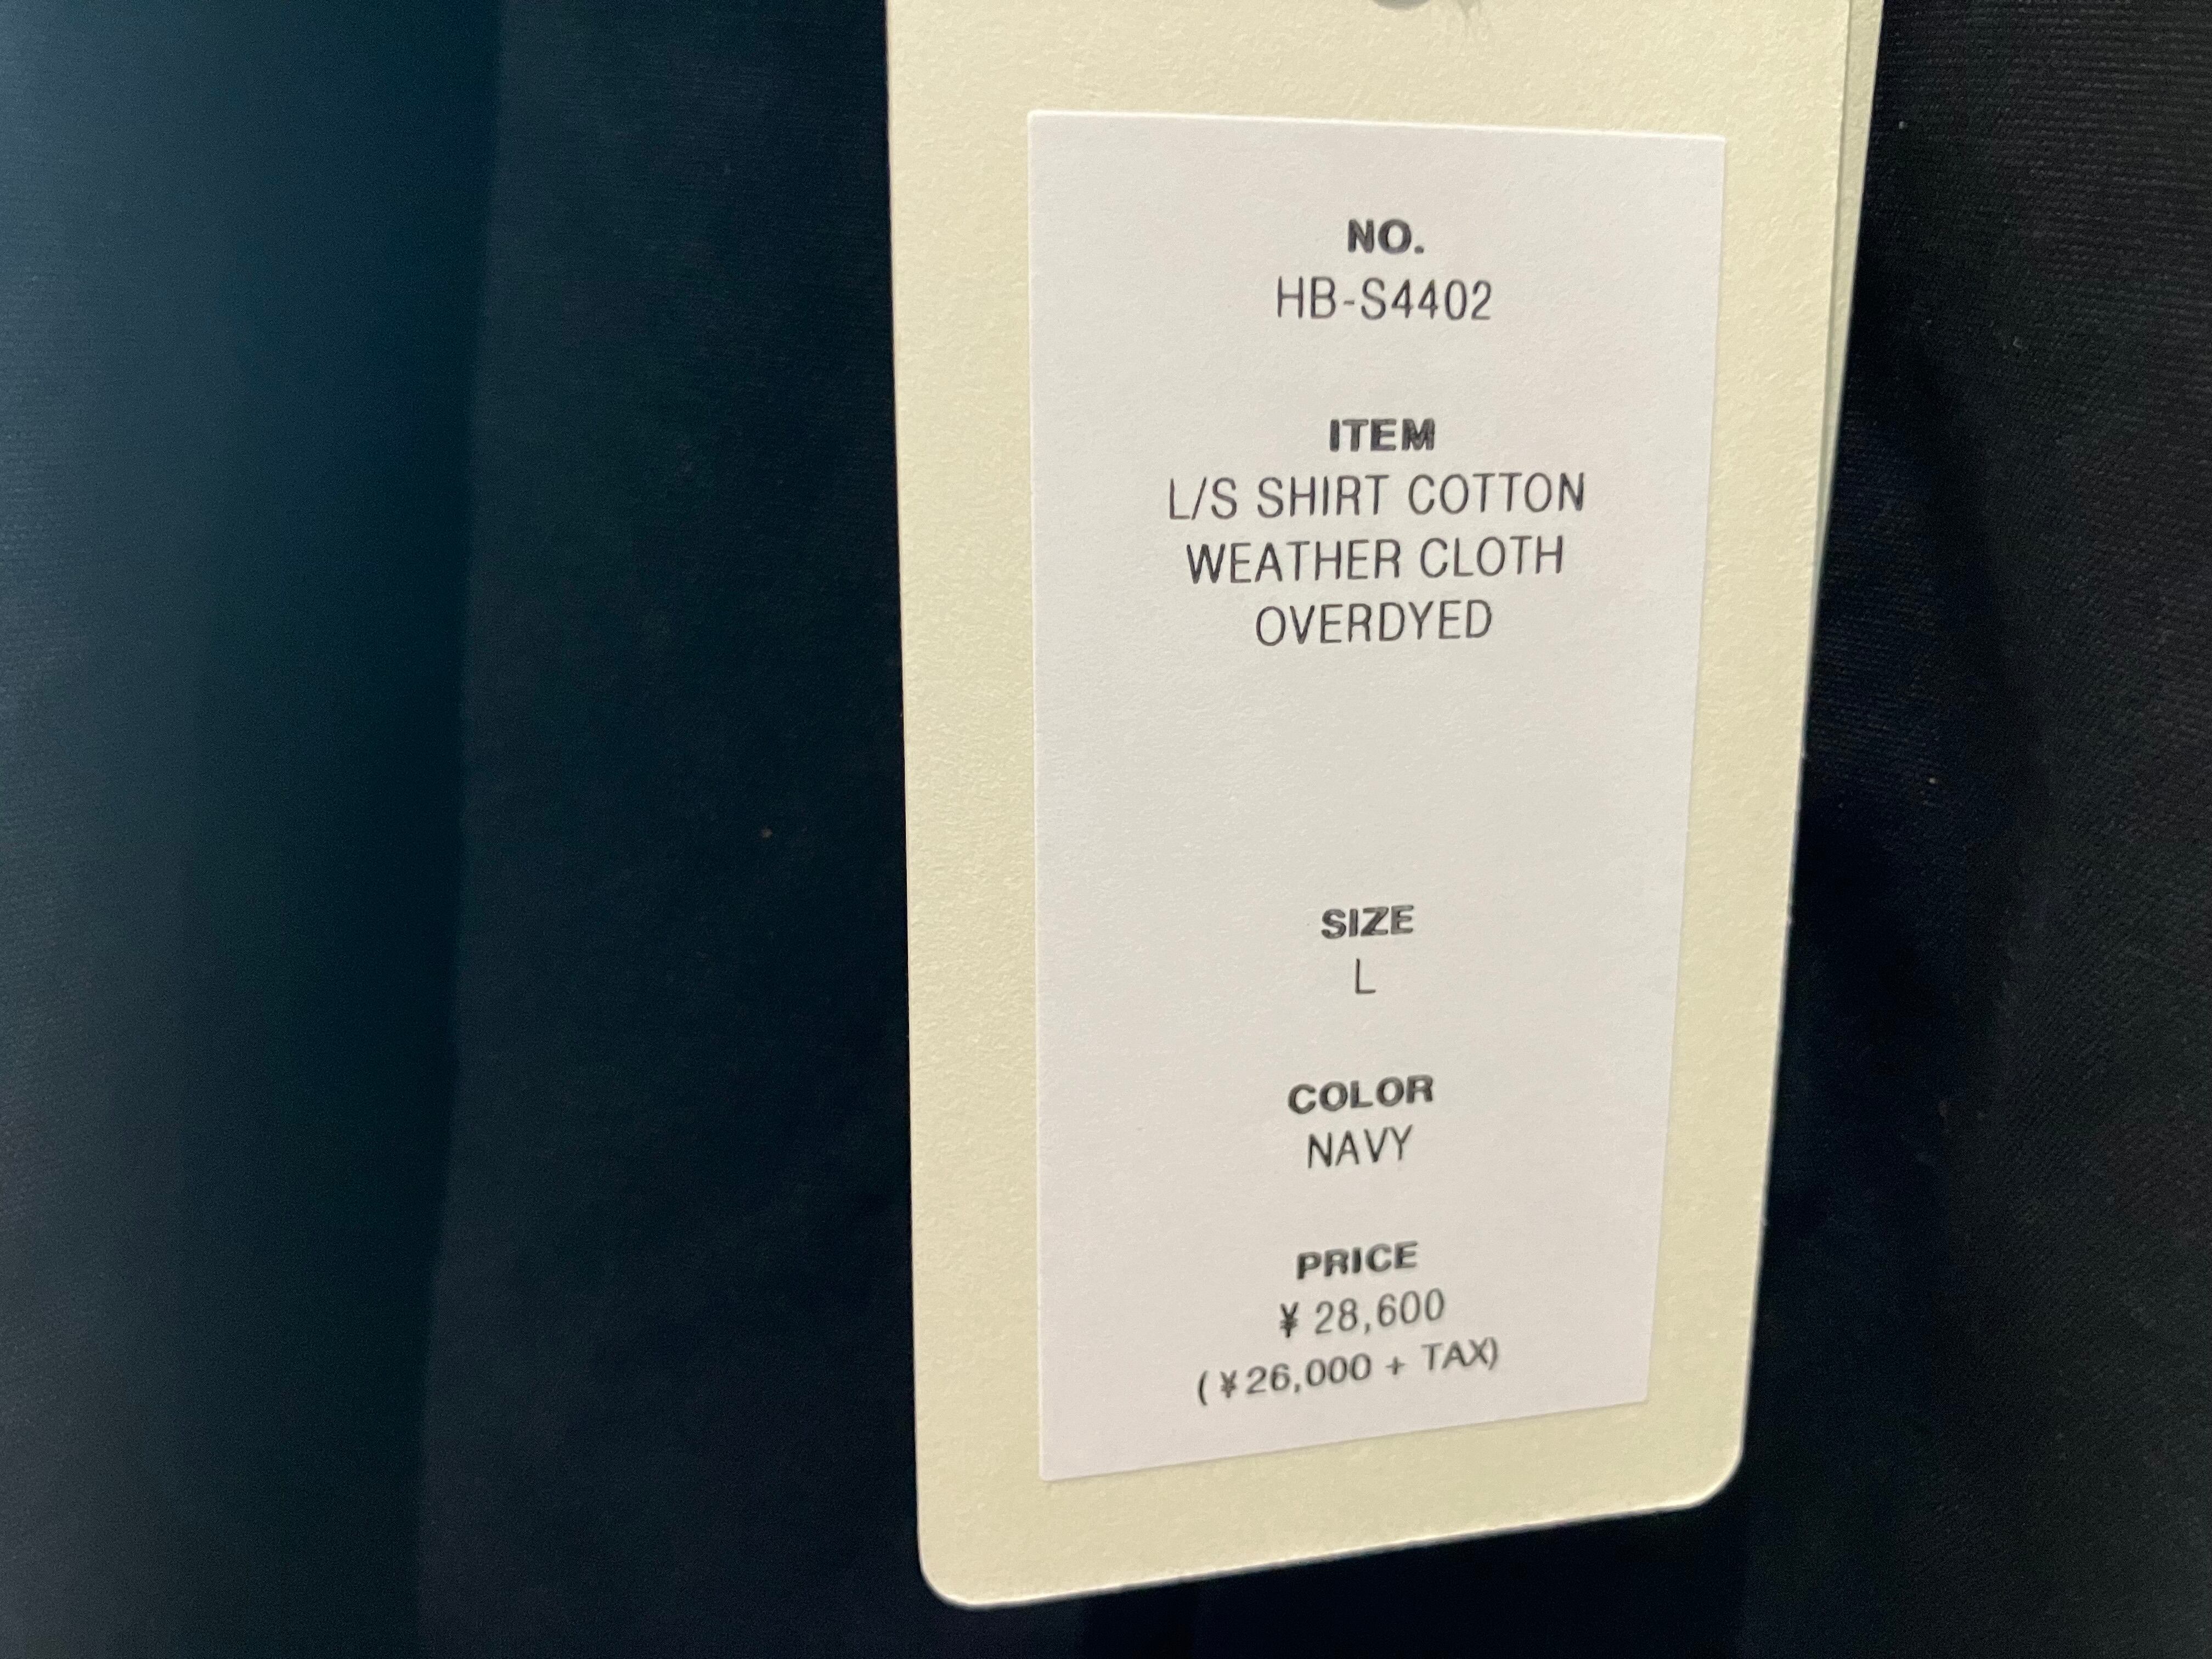 NO.
HB-S4402
ITEM
L/S SHIRT COTTON
WEATHER CLOTH
OVERDYED
SIZE
L
COLOR
NAVY
PRICE
¥ 28,600
(¥26,000 + TAX)